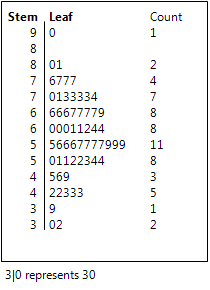 Stem Leaf Count
9 0 1
8
8 01 2
7 6777 4
7 0133334 7
6 66677779 8
6 00011244 8
5 56667777999 11
5 01122344 8
4 569 3
4 22333 5
3 9 1
3 02 2
3|0 represents 30